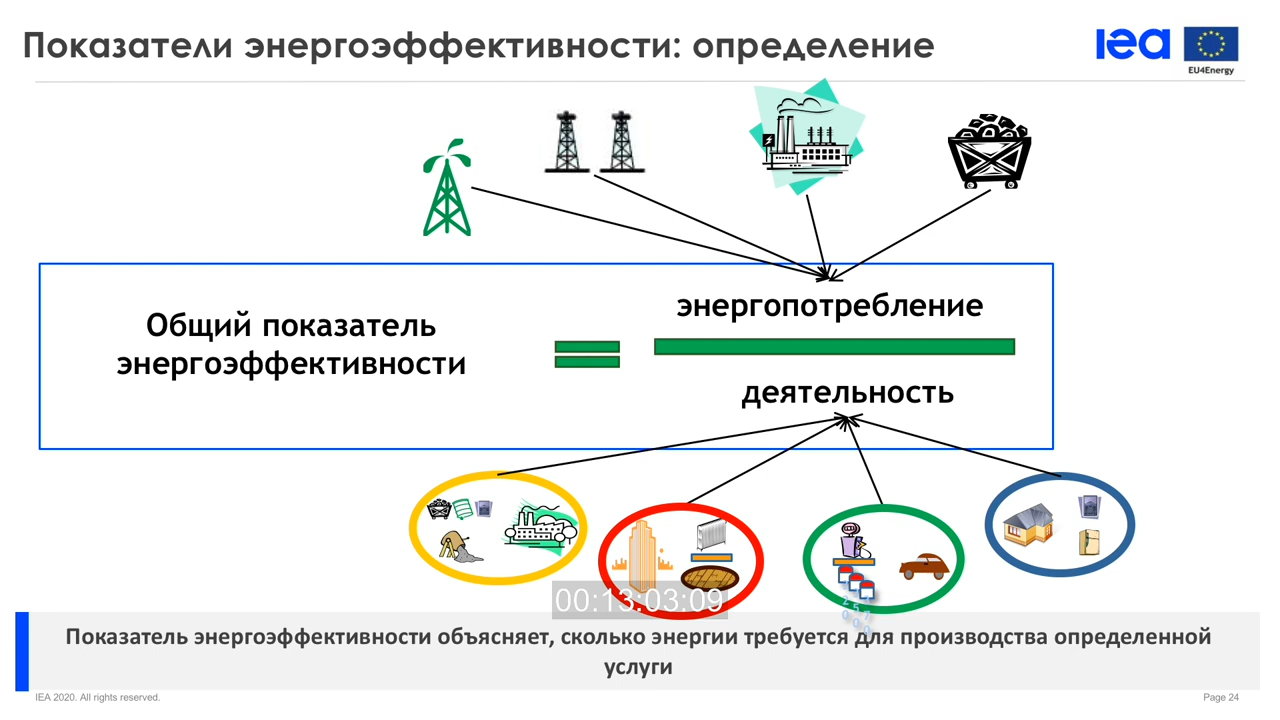 Показатели энергоэффективности: определение
iea
EU4Energy
Общий показатель
энергоэффективности
энергопотребление
деятельность
00:13:03:09
Показатель энергоэффективности объясняет, сколько энергии требуется для производства определенной
услуги
IEA 2020. All rights reserved.
Page 24